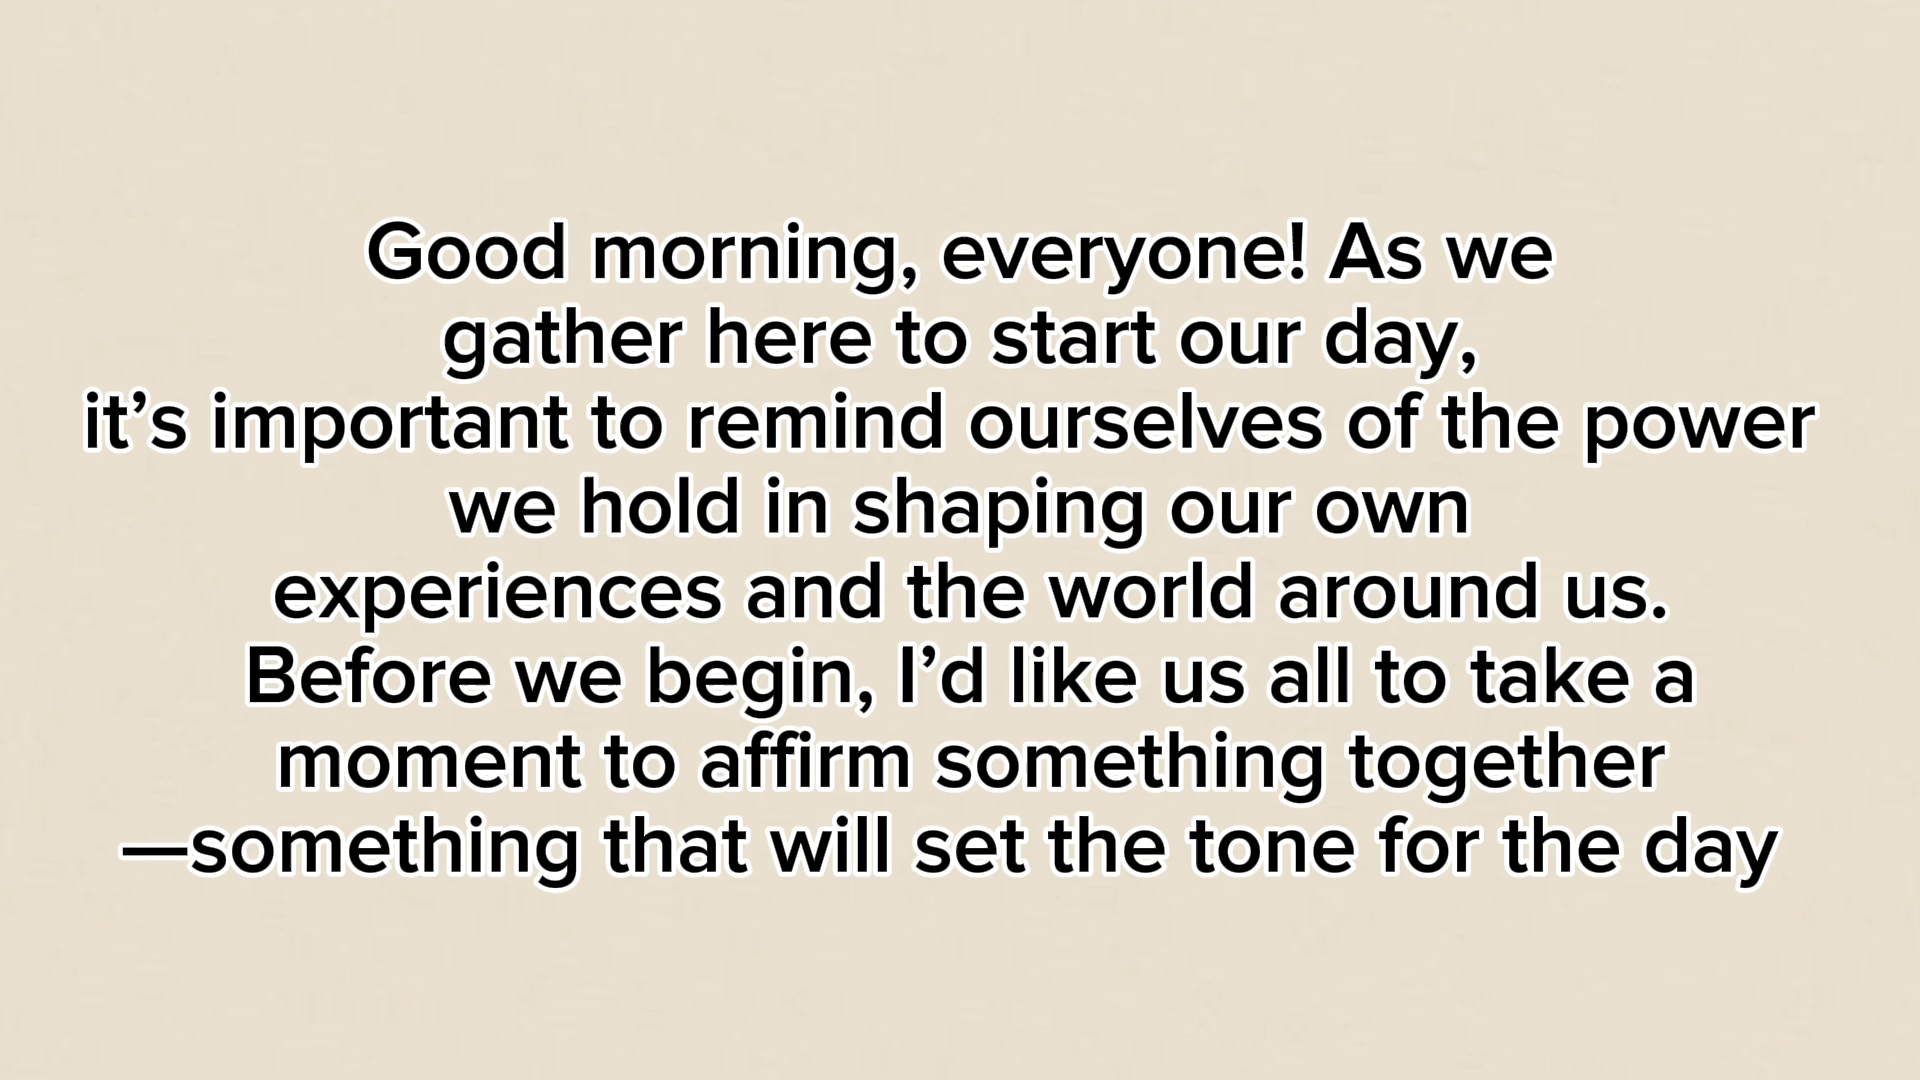 Good morning, everyone! As we
gather here to start our day,
it’s important to remind ourselves of the power
we hold in shaping our own
experiences and the world around us.
Before we begin, I’d like us all to take a
moment to affirm something together
—something that will set the tone for the day